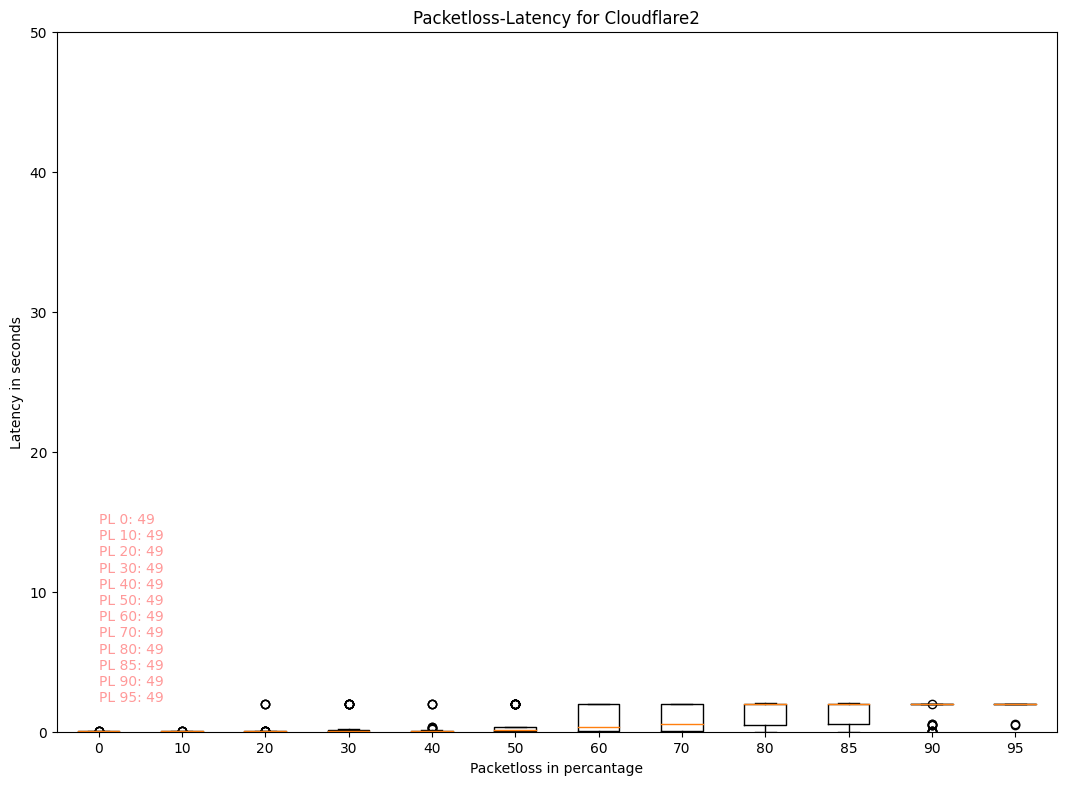 Packetloss-Latency for Cloudflare2
50
40
30
20
10
0
Latency in seconds
PL 0: 49
PL 10: 49
PL 20: 49
PL 30: 49
PL 40: 49
PL 50: 49
PL 60: 49
PL 70: 49
PL 80: 49
PL 85: 49
PL 90: 49
PL 95: 49
0 10 20 30 40 50 60 70 80 85 90 95
Packetloss in percantage